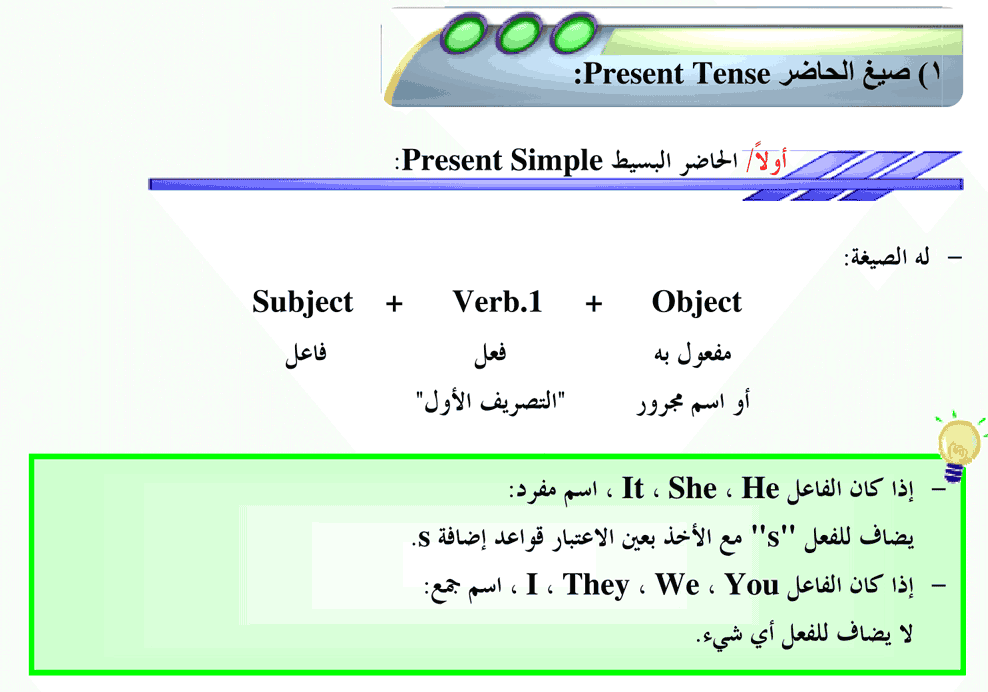 ١) صيغ الحاضر Present Tense:
أولاً/ الحاضر البسيط Present Simple:
– له الصيغة:
Subject + Verb.1 + Object
فاعل فعل مفعول به
"التصريف الأول" أو اسم مجرور
– إذا كان الفاعل It ، She ، He ، اسم مفرد:
يضاف للفعل "s" مع الأخذ بعين الاعتبار قواعد إضافة s.
– إذا كان الفاعل I ، They ، We ، You ، اسم جمع:
لا يضاف للفعل أي شيء.